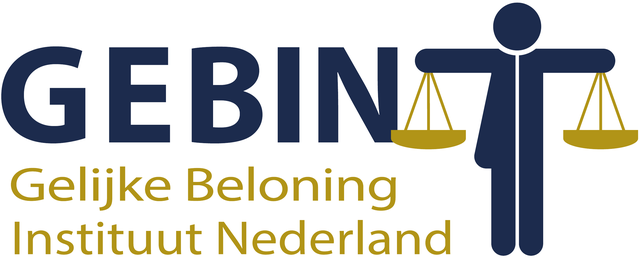 GEBIN
Gelijke Beloning
Instituut Nederland